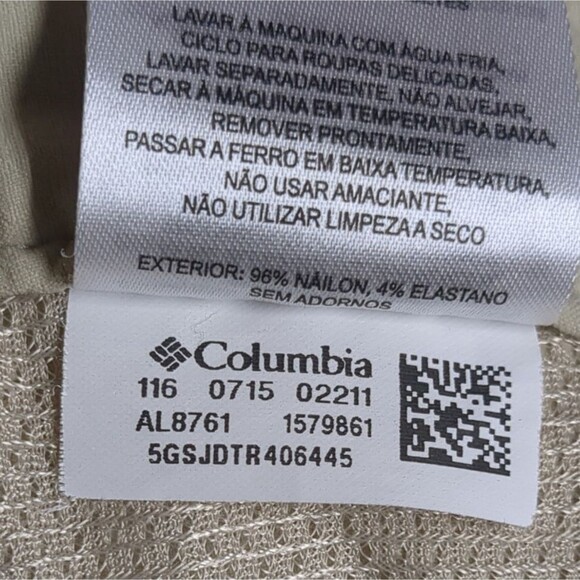 LAVAR À MAQUINA COM ÁGUA FRIA,
CICLO PARA ROUPAS DELICADAS,
LAVAR SEPARADAMENTE, NÃO ALVEJAR,
SECAR À MÁQUINA EM TEMPERATURA BAIXA,
REMOVER PRONTAMENTE,
PASSAR A FERRO EM BAIXA TEMPERATURA,
NÃO USAR AMACIANTE,
NÃO UTILIZAR LIMPEZA A SECO
EXTERIOR: 96% NÁILON, 4% ELASTANO
SEM ADORNOS
Columbia
116 0715 02211
AL8761 1579861
5GSJDTR406445